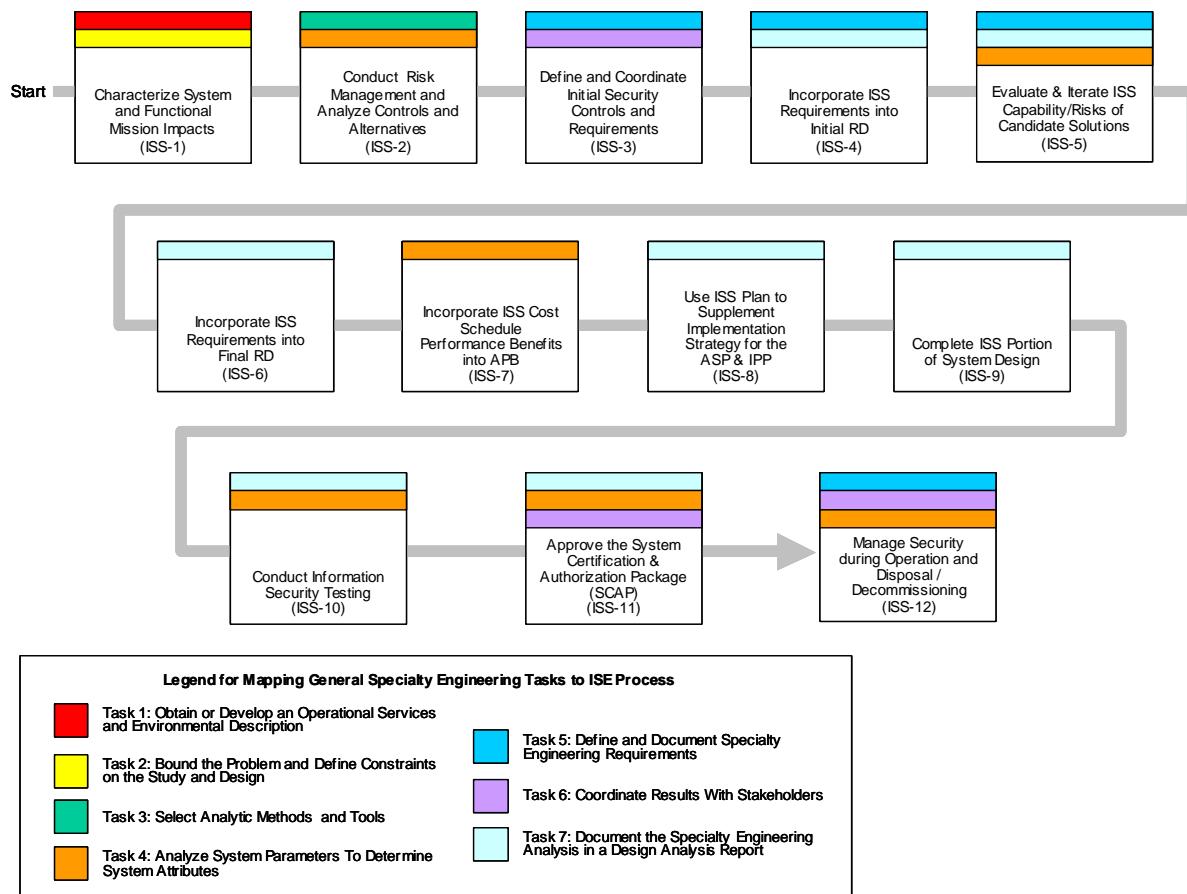 Start
Characterize System
and Functional
Mission Impacts
(ISS-1)
Conduct Risk
Management and
Analyze Controls and
Alternatives
(ISS-2)
Define and Coordinate
Initial Security
Controls and
Requirements
(ISS-3)
Incorporate ISS
Requirements into
Initial RD
(ISS-4)
Evaluate & Iterate ISS
Capability/Risks of
Candidate Solutions
(ISS-5)
Incorporate ISS
Requirements into
Final RD
(ISS-6)
Incorporate ISS Cost
Schedule
Performance Benefits
into APB
(ISS-7)
Use ISS Plan to
Supplement
Implementation
Strategy for the
ASP & IPP
(ISS-8)
Complete ISS Portion
of System Design
(ISS-9)
Conduct Information
Security Testing
(ISS-10)
Approve the System
Certification &
Authorization Package
(SCAP)
(ISS-11)
Manage Security
during Operation and
Disposal /
Decommissioning
(ISS-12)
Legend for Mapping General Specialty Engineering Tasks to ISE Process
Task 1: Obtain or Develop an Operational Services
and Environmental Description
Task 2: Bound the Problem and Define Constraints
on the Study and Design
Task 3: Select Analytic Methods and Tools
Task 4: Analyze System Parameters To Determine
System Attributes
Task 5: Define and Document Specialty
Engineering Requirements
Task 6: Coordinate Results With Stakeholders
Task 7: Document the Specialty Engineering
Analysis in a Design Analysis Report